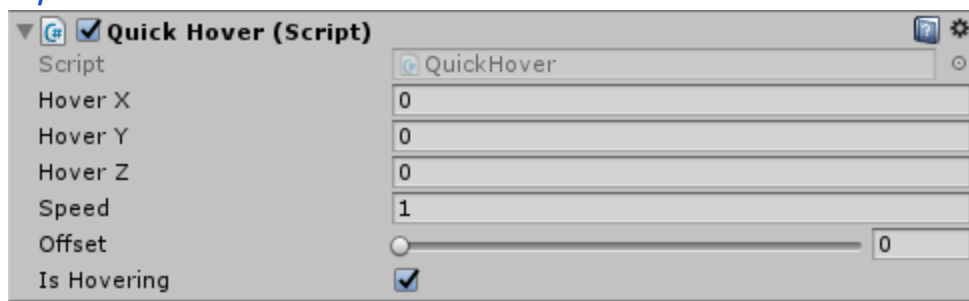 Quick Hover (Script)
Script QuickHover
Hover X 0
Hover Y 0
Hover Z 0
Speed 1
Offset 0
Is Hovering